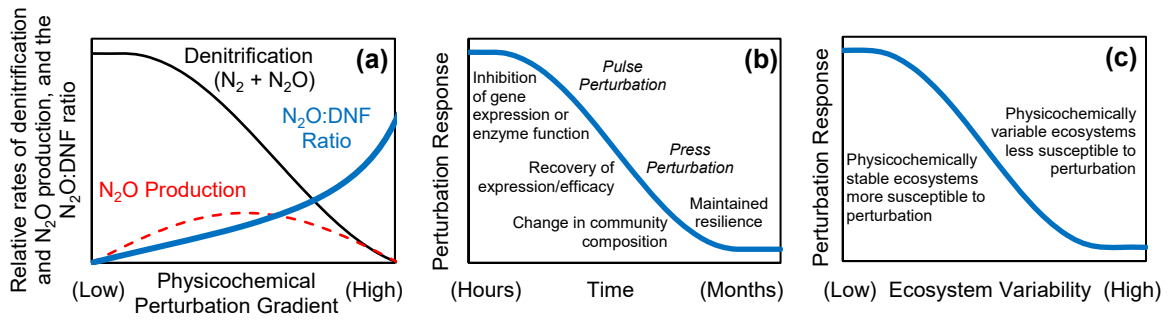 Relative rates of denitrification
and N₂O production, and the
N₂O:DNF ratio
(a)
Denitrification
(N₂ + N₂O)
N₂O:DNF
Ratio
N₂O Production
(Low)
Physicochemical
Perturbation Gradient
(High)
Perturbation Response
(b)
Pulse
Perturbation
Inhibition
of gene
expression or
enzyme function
Press
Perturbation
Recovery of
expression/efficacy
Maintained
resilience
Change in community
composition
(Hours)
Time
(Months)
Perturbation Response
(c)
Physicochemically
variable ecosystems
less susceptible to
perturbation
Physicochemically
stable ecosystems
more susceptible to
perturbation
(Low)
Ecosystem Variability
(High)